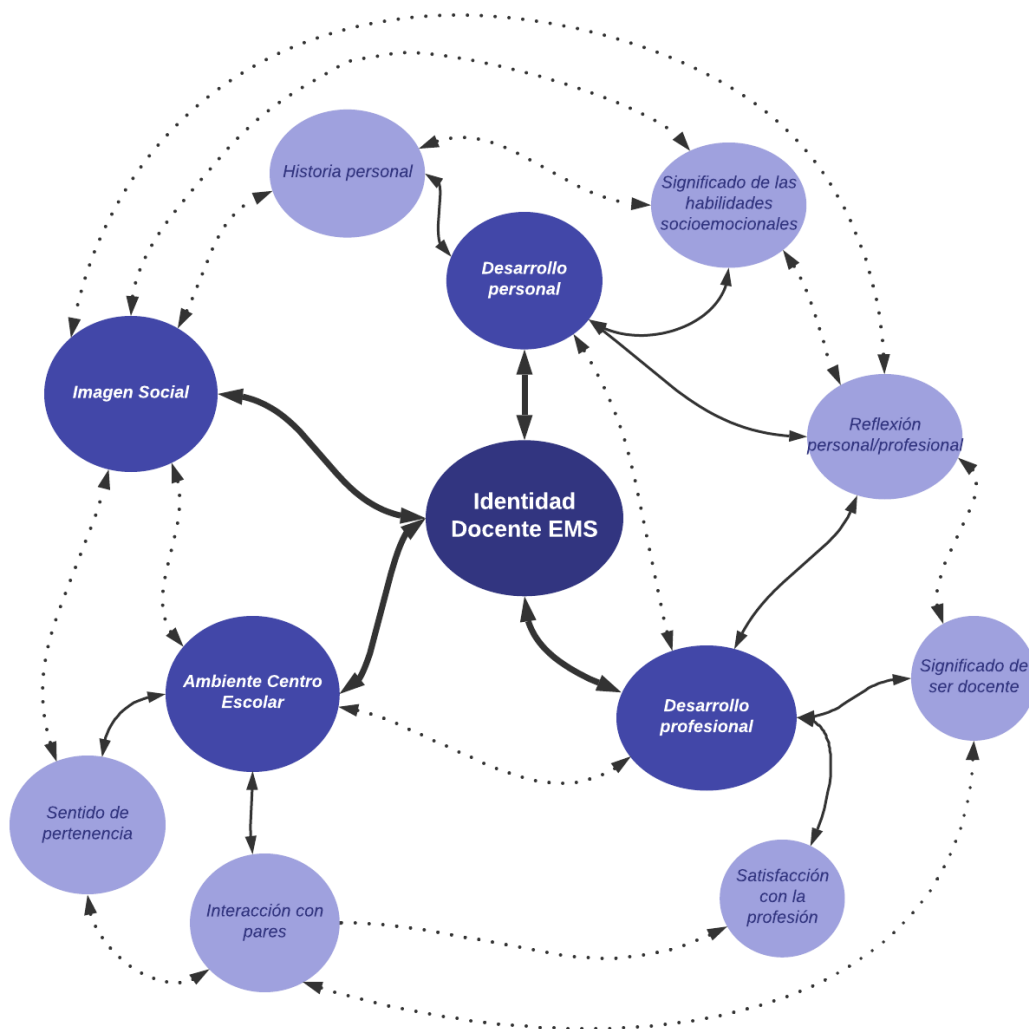 Historia personal
Significado de las
habilidades
socioemocionales
Desarrollo
personal
Imagen Social
Reflexión
personal/profesional
Identidad
Docente EMS
Ambiente Centro
Escolar
Desarrollo
profesional
Significado de
ser docente
Sentido de
pertenencia
Interacción con
pares
Satisfacción
con la
profesión